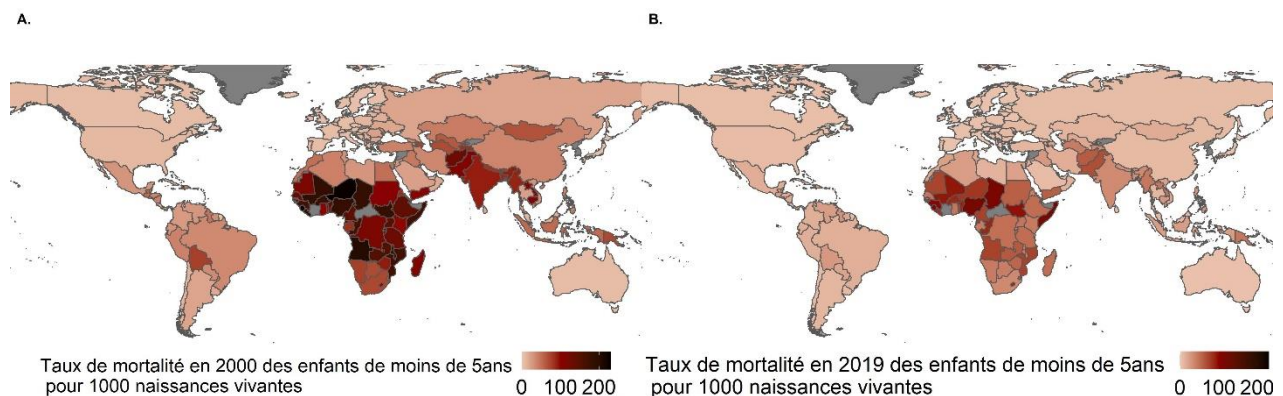 A.
B.
Taux de mortalité en 2000 des enfants de moins de 5ans
pour 1000 naissances vivantes
0 100 200
Taux de mortalité en 2019 des enfants de moins de 5ans
pour 1000 naissances vivantes
0 100 200